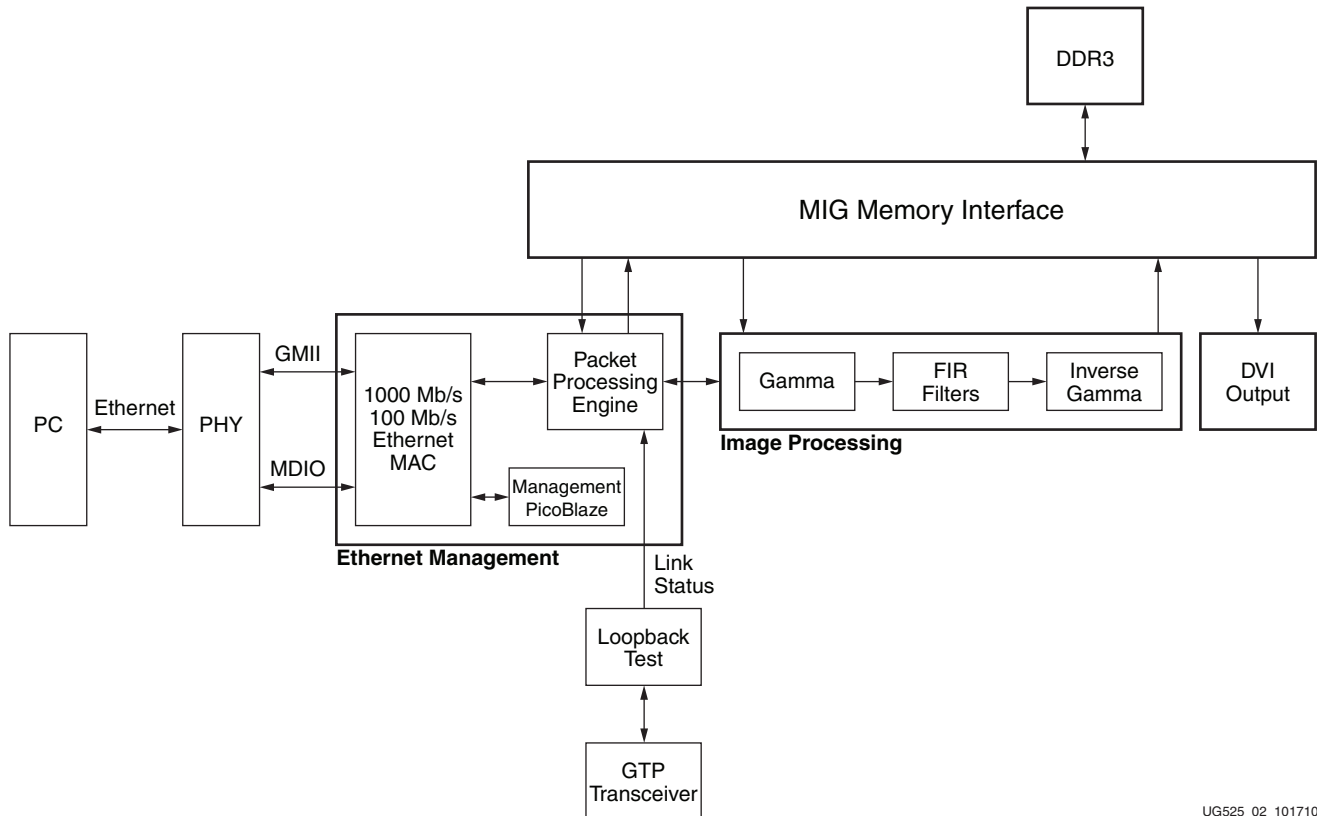 DDR3
MIG Memory Interface
PC
Ethernet
PHY
GMII
MDIO
1000 Mb/s
100 Mb/s
Ethernet
MAC
Packet
Processing
Engine
Management
PicoBlaze
Ethernet Management
Gamma
FIR
Filters
Inverse
Gamma
Image Processing
DVI
Output
Link
Status
Loopback
Test
GTP
Transceiver
UG525_02_101710